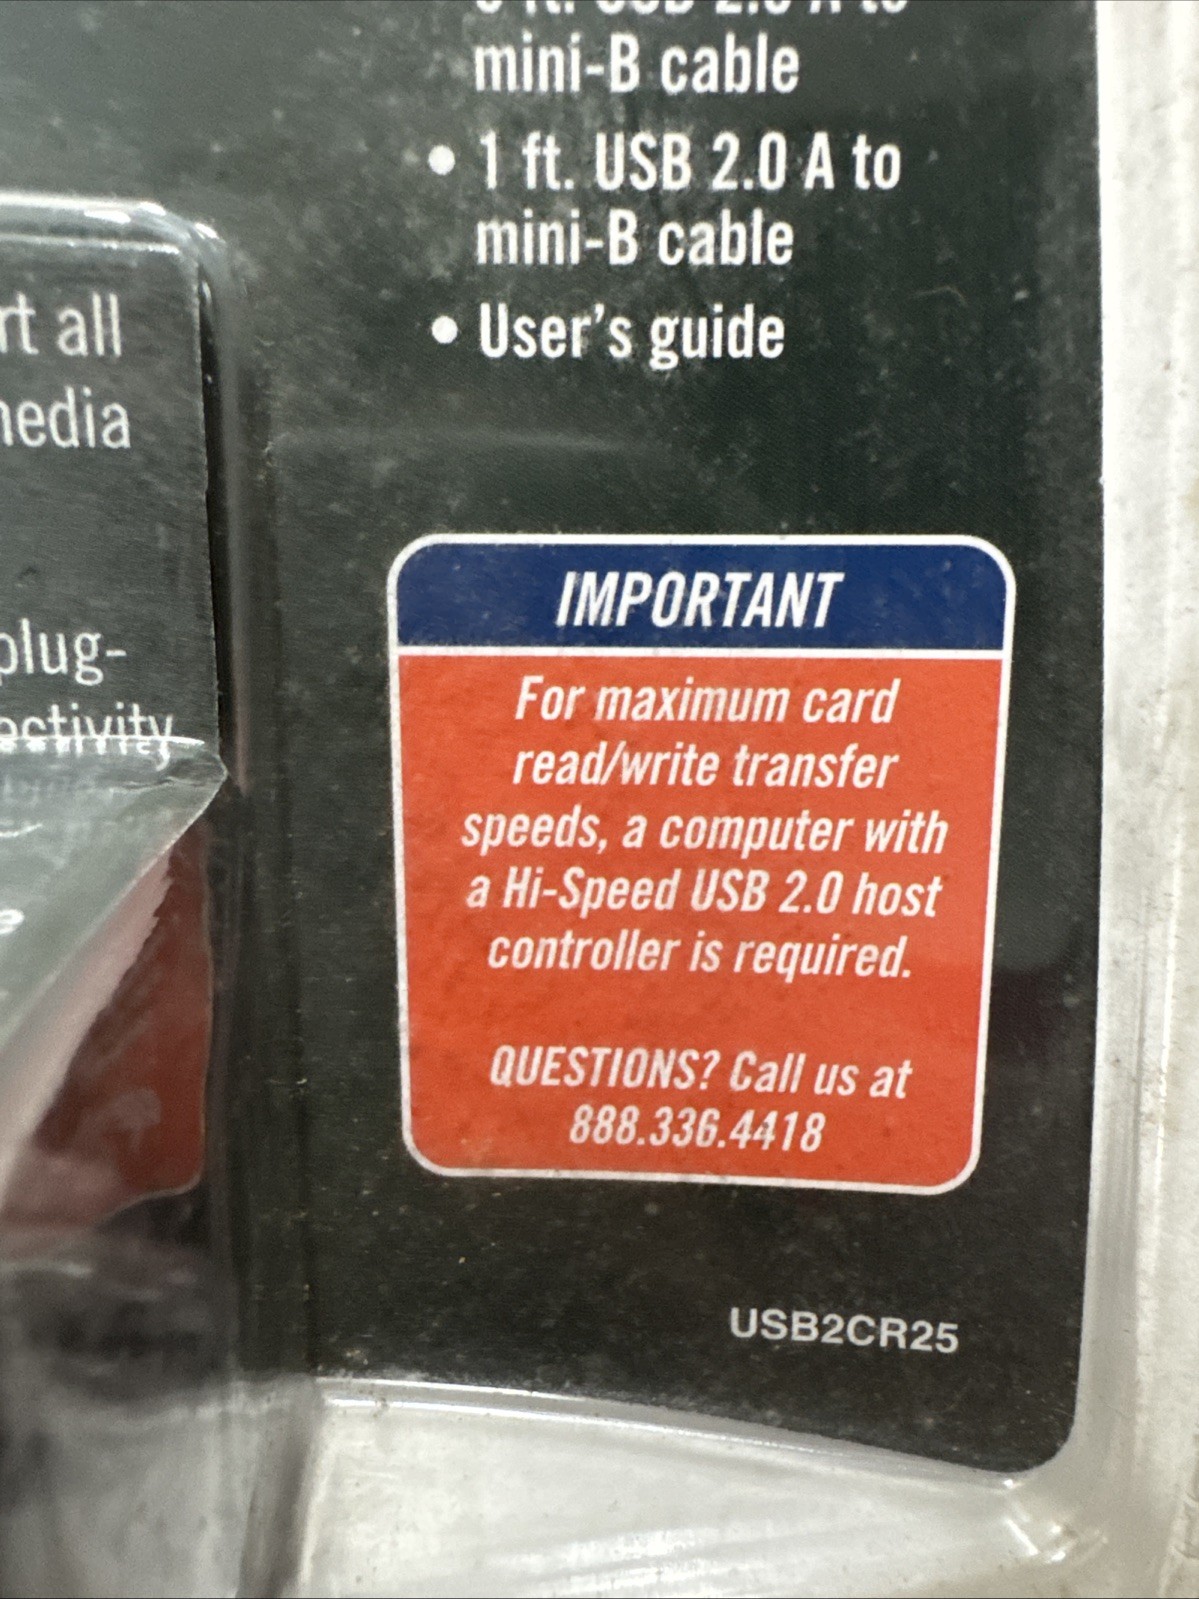 mini-B cable
• 1 ft. USB 2.0 A to
mini-B cable
• User's guide
rt all
media
plug-
ectivity
IMPORTANT
For maximum card
read/write transfer
speeds, a computer with
a Hi-Speed USB 2.0 host
controller is required.
QUESTIONS? Call us at
888.336.4418
USB2CR25